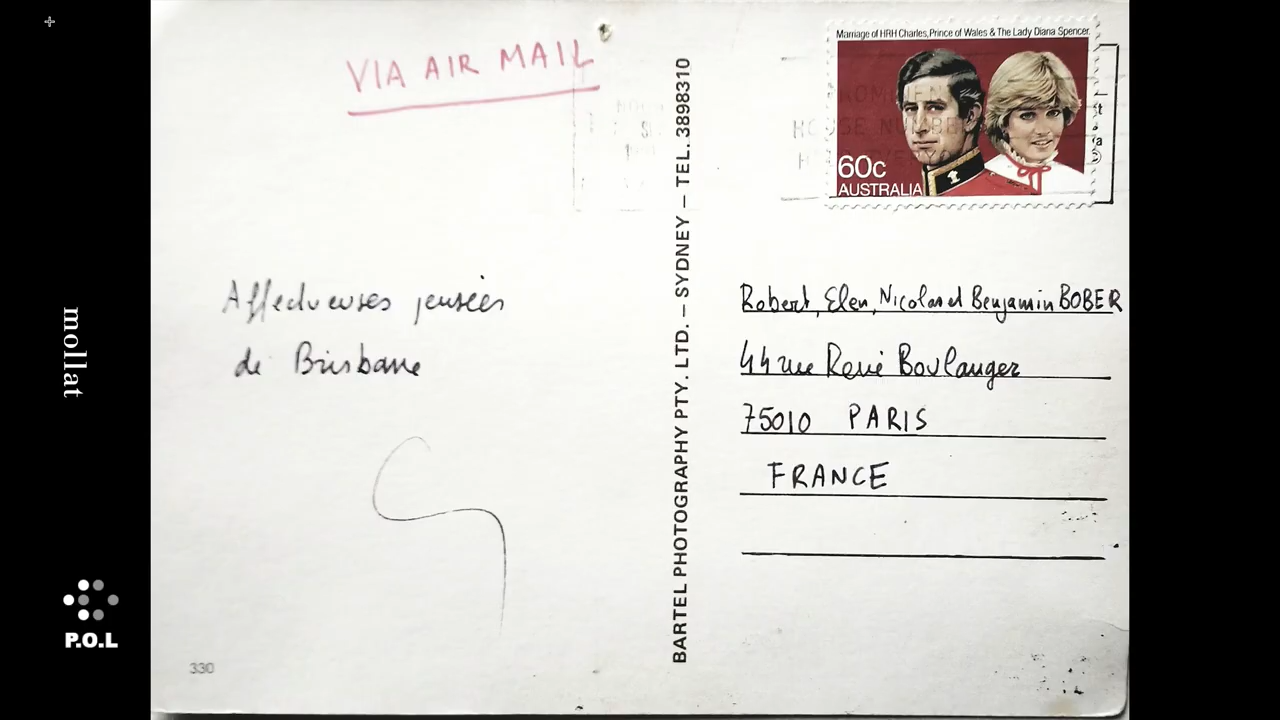 VIA AIR MAIL
Marriage of HRH Charles, Prince of Wales & The Lady Diana Spencer.
60c
AUSTRALIA
HOUSE NUMBER
Affectueuses pensées
de Brisbane
BARTEL PHOTOGRAPHY PTY. LTD. – SYDNEY – TEL. 3898310
Robert, Elen, Nicolas et Benjamin BOBER
44 rue René Boulanger
75010 PARIS
FRANCE
330
mollat
P.O.L